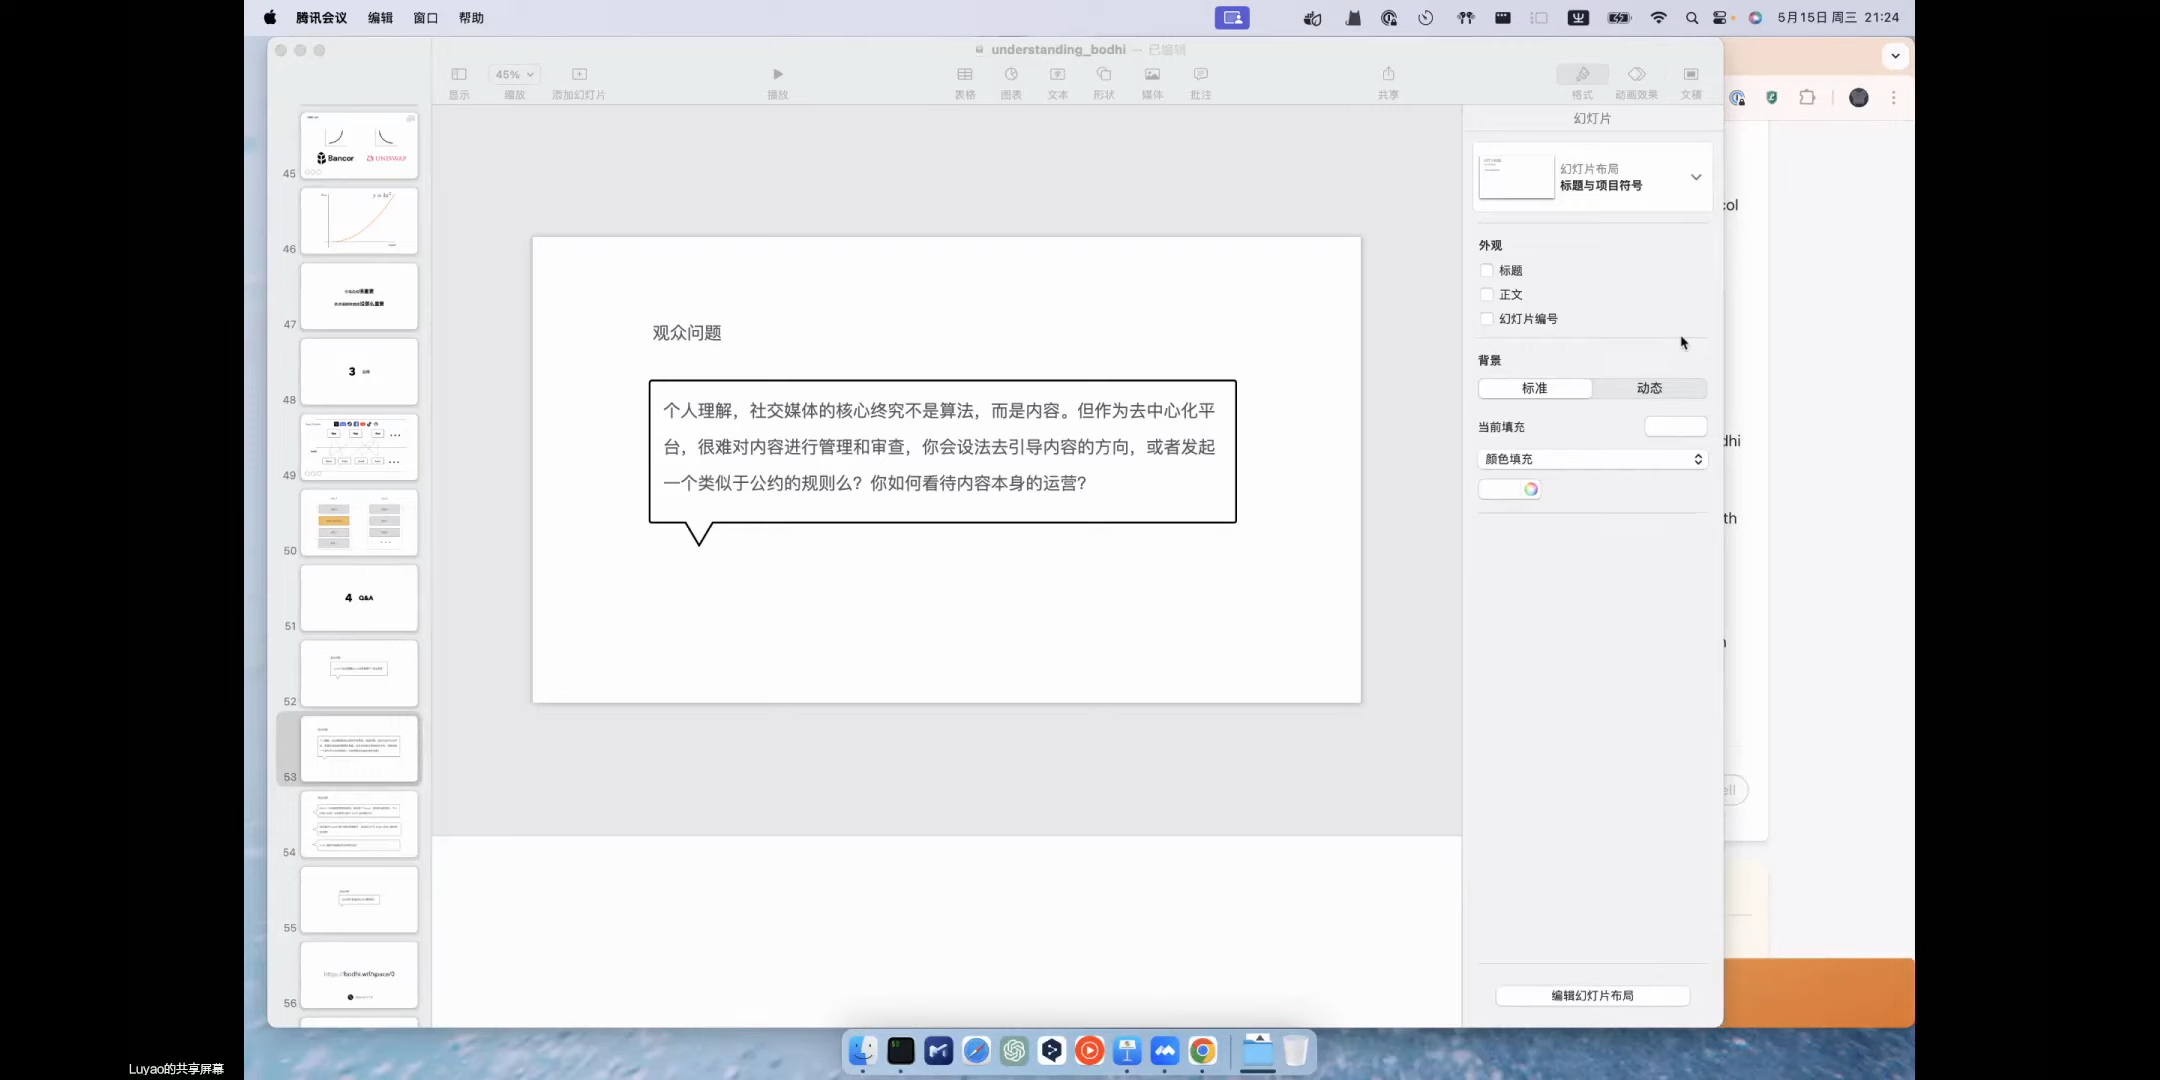 腾讯会议 编辑 窗口 帮助
5月15日 周三 21:24
understanding_bodhi — 已编辑
45%
显示 缩放 添加幻灯片 播放 表格 图表 文本 形状 媒体 批注 共享 格式 动画效果 文稿
幻灯片
幻灯片布局
标题与项目符号
外观
标题
正文
幻灯片编号
背景
标准 动态
当前填充
颜色填充
编辑幻灯片布局
观众问题
个人理解，社交媒体的核心终究不是算法，而是内容。但作为去中心化平
台，很难对内容进行管理和审查，你会设法去引导内容的方向，或者发起
一个类似于公约的规则么？你如何看待内容本身的运营？
Bancor UNISWAP
45
46
47
3
48
49
50
4 Q&A
51
52
53
54
55
https://bodhi.wtf/space/0
56
col
dhi
th
ell
Luyao的共享屏幕